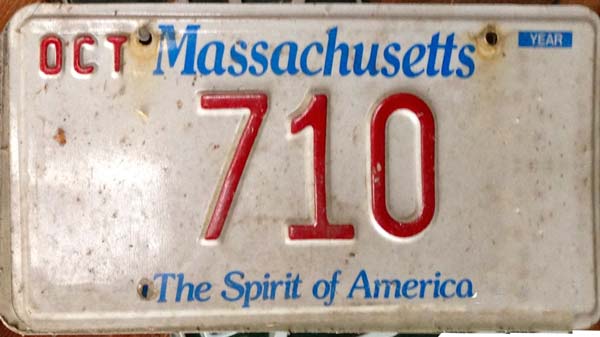 OCT Massachusetts YEAR
710
The Spirit of America